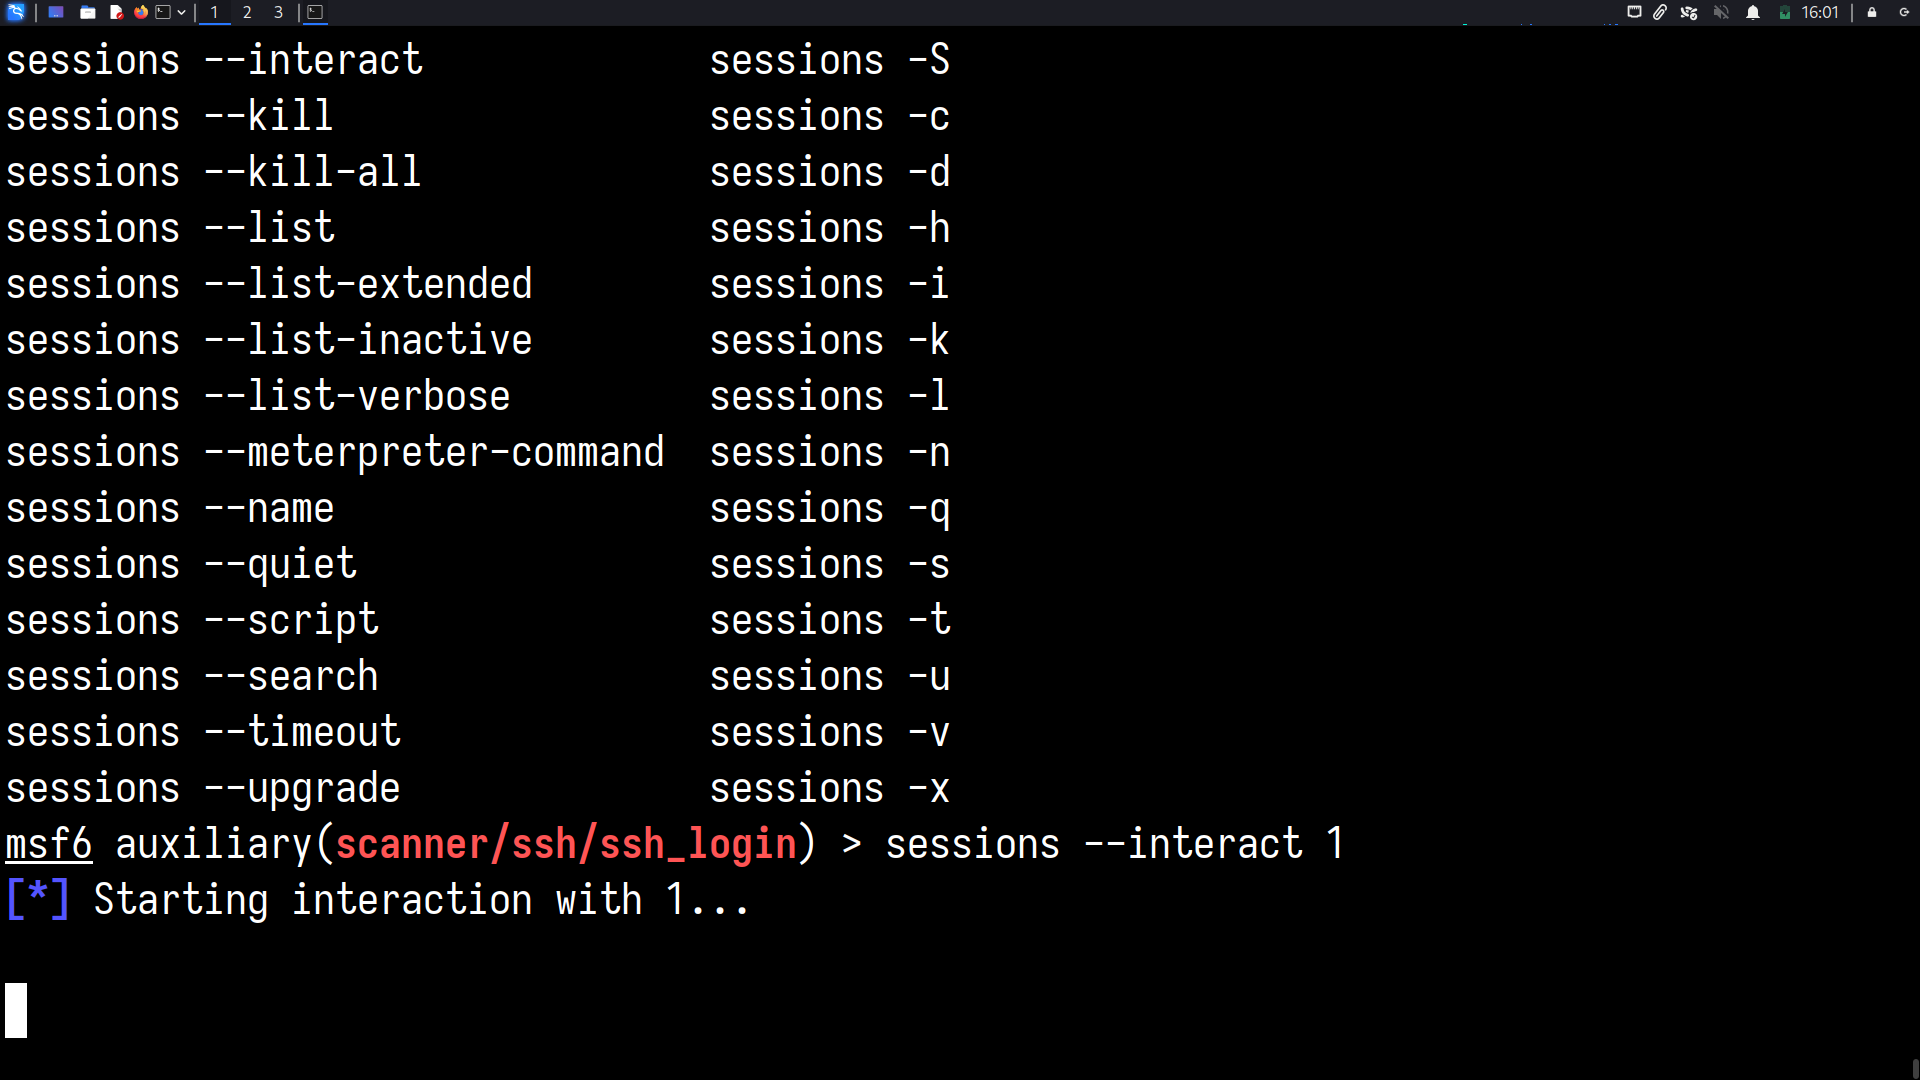 1 2 3 16:01
sessions --interact sessions -S
sessions --kill sessions -c
sessions --kill-all sessions -d
sessions --list sessions -h
sessions --list-extended sessions -i
sessions --list-inactive sessions -k
sessions --list-verbose sessions -l
sessions --meterpreter-command sessions -n
sessions --name sessions -q
sessions --quiet sessions -s
sessions --script sessions -t
sessions --search sessions -u
sessions --timeout sessions -v
sessions --upgrade sessions -x
msf6 auxiliary(scanner/ssh/ssh_login) > sessions --interact 1
[*] Starting interaction with 1...